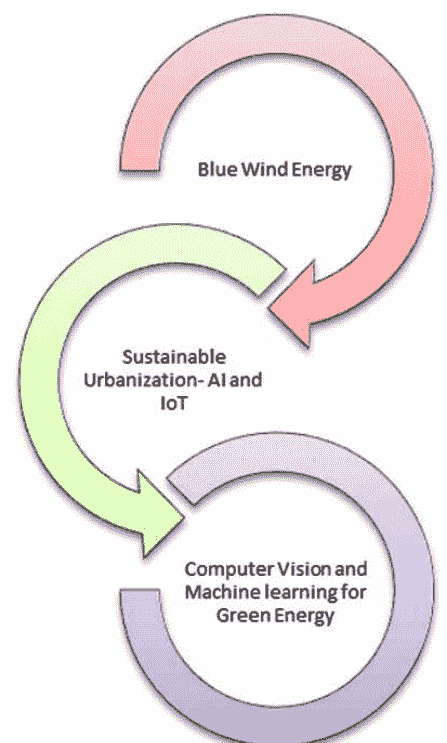 Blue Wind Energy
Sustainable
Urbanization- AI and
IoT
Computer Vision and
Machine learning for
Green Energy